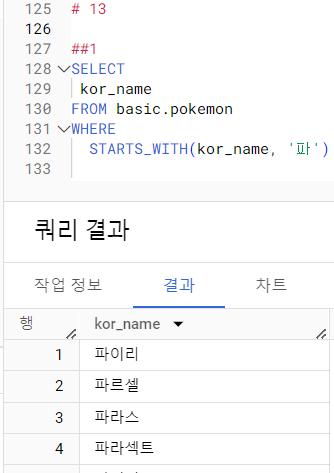 125 # 13
126
127 ##1
128 SELECT
129 kor_name
130 FROM basic.pokemon
131 WHERE
132 STARTS_WITH(kor_name, '파')
133
쿼리 결과
작업 정보 결과 차트
행 kor_name
1 파이리
2 파르셀
3 파라스
4 파라섹트